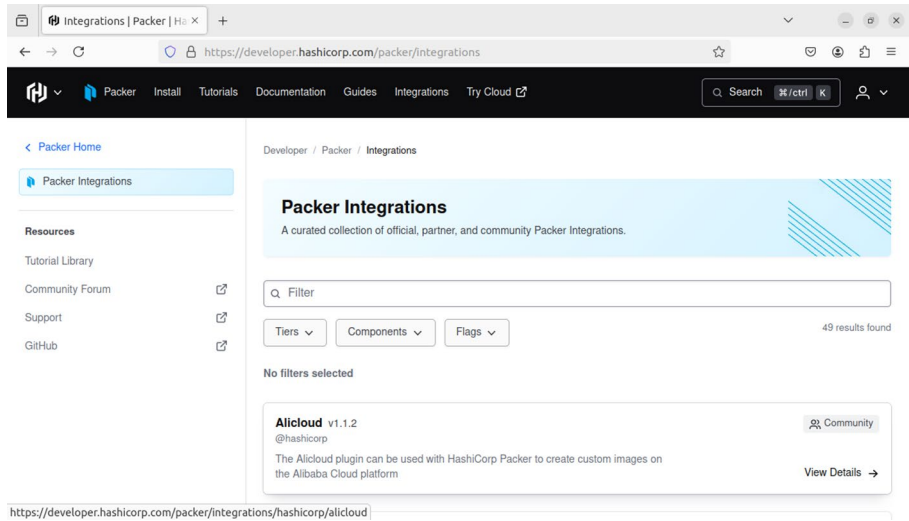 Integrations | Packer | Ha
https://developer.hashicorp.com/packer/integrations
Packer Install Tutorials Documentation Guides Integrations Try Cloud Search ⌘/ctrl K
Packer Home
Packer Integrations
Resources
Tutorial Library
Community Forum
Support
GitHub
Developer / Packer / Integrations
Packer Integrations
A curated collection of official, partner, and community Packer Integrations.
Filter
Tiers Components Flags 49 results found
No filters selected
Alicloud v1.1.2 Community
@hashicorp
The Alicloud plugin can be used with HashiCorp Packer to create custom images on
the Alibaba Cloud platform
View Details →
https://developer.hashicorp.com/packer/integrations/hashicorp/alicloud